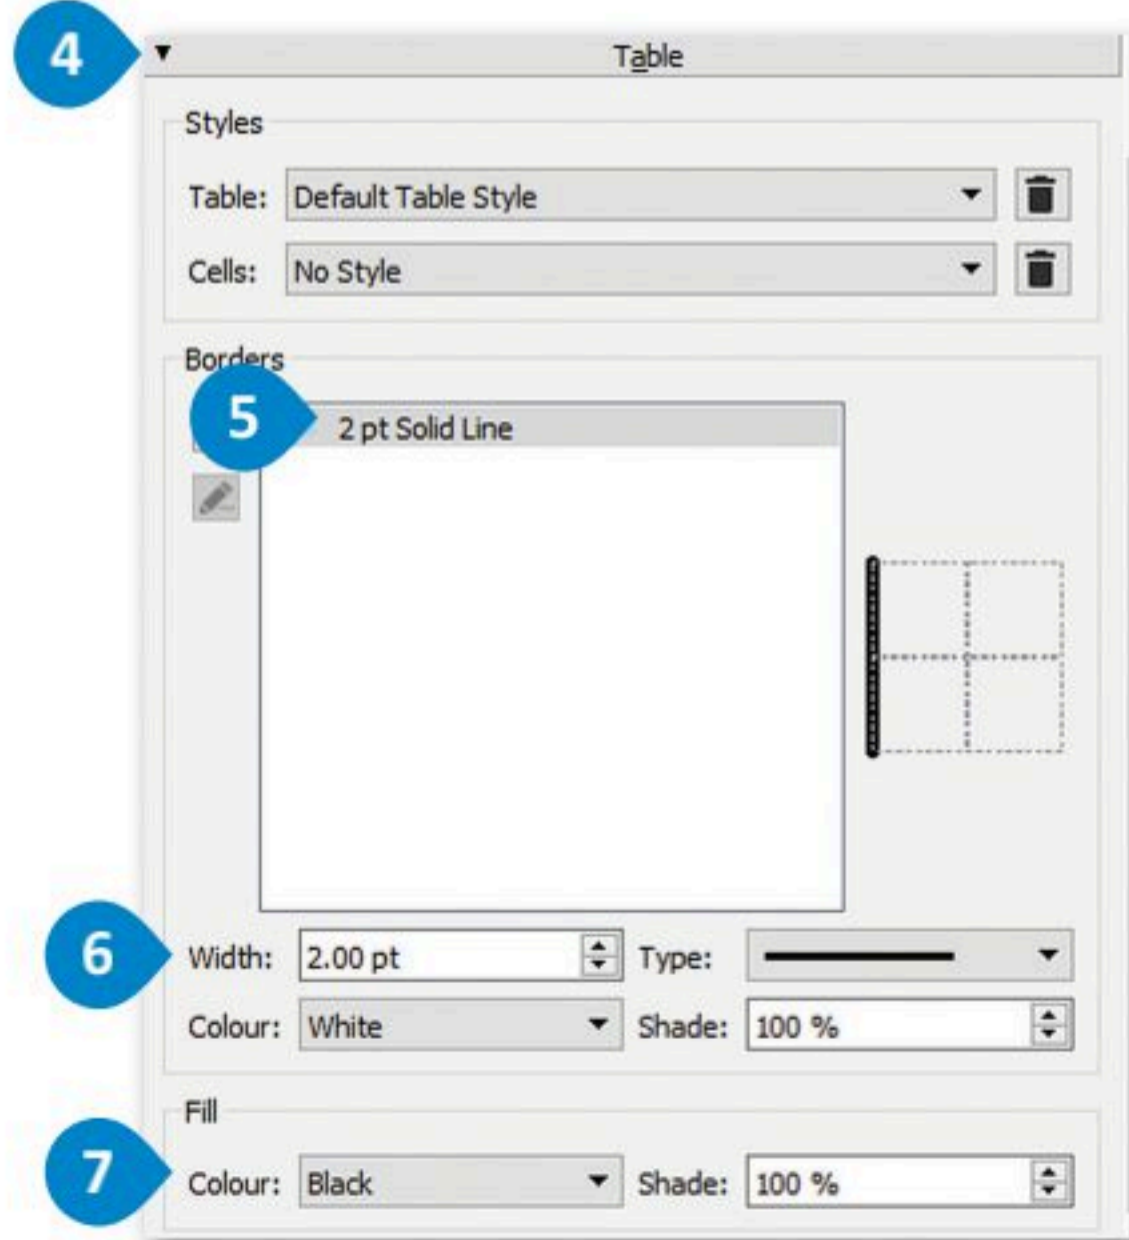 4
Table
Styles
Table: Default Table Style
Cells: No Style
Borders
5
2 pt Solid Line
6
Width: 2.00 pt Type:
Colour: White Shade: 100 %
Fill
7
Colour: Black Shade: 100 %